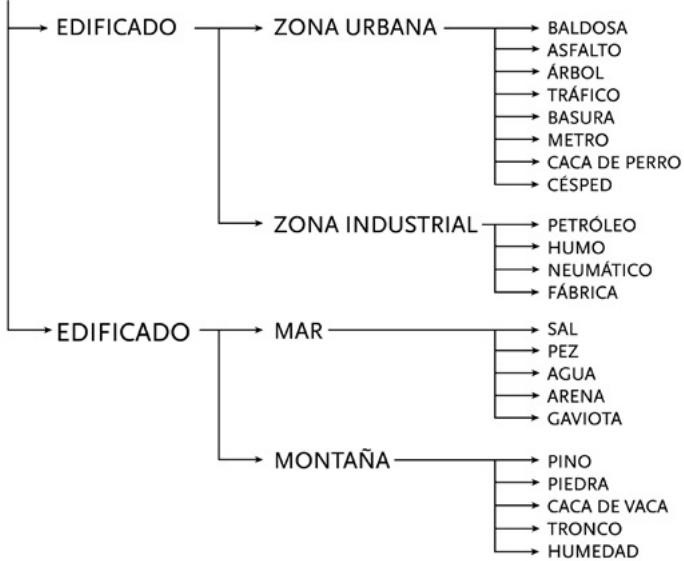 EDIFICADO
ZONA URBANA
BALDOSA
ASFALTO
ÁRBOL
TRÁFICO
BASURA
METRO
CACA DE PERRO
CÉSPED
ZONA INDUSTRIAL
PETRÓLEO
HUMO
NEUMÁTICO
FÁBRICA
EDIFICADO
MAR
SAL
PEZ
AGUA
ARENA
GAVIOTA
MONTAÑA
PINO
PIEDRA
CACA DE VACA
TRONCO
HUMEDAD